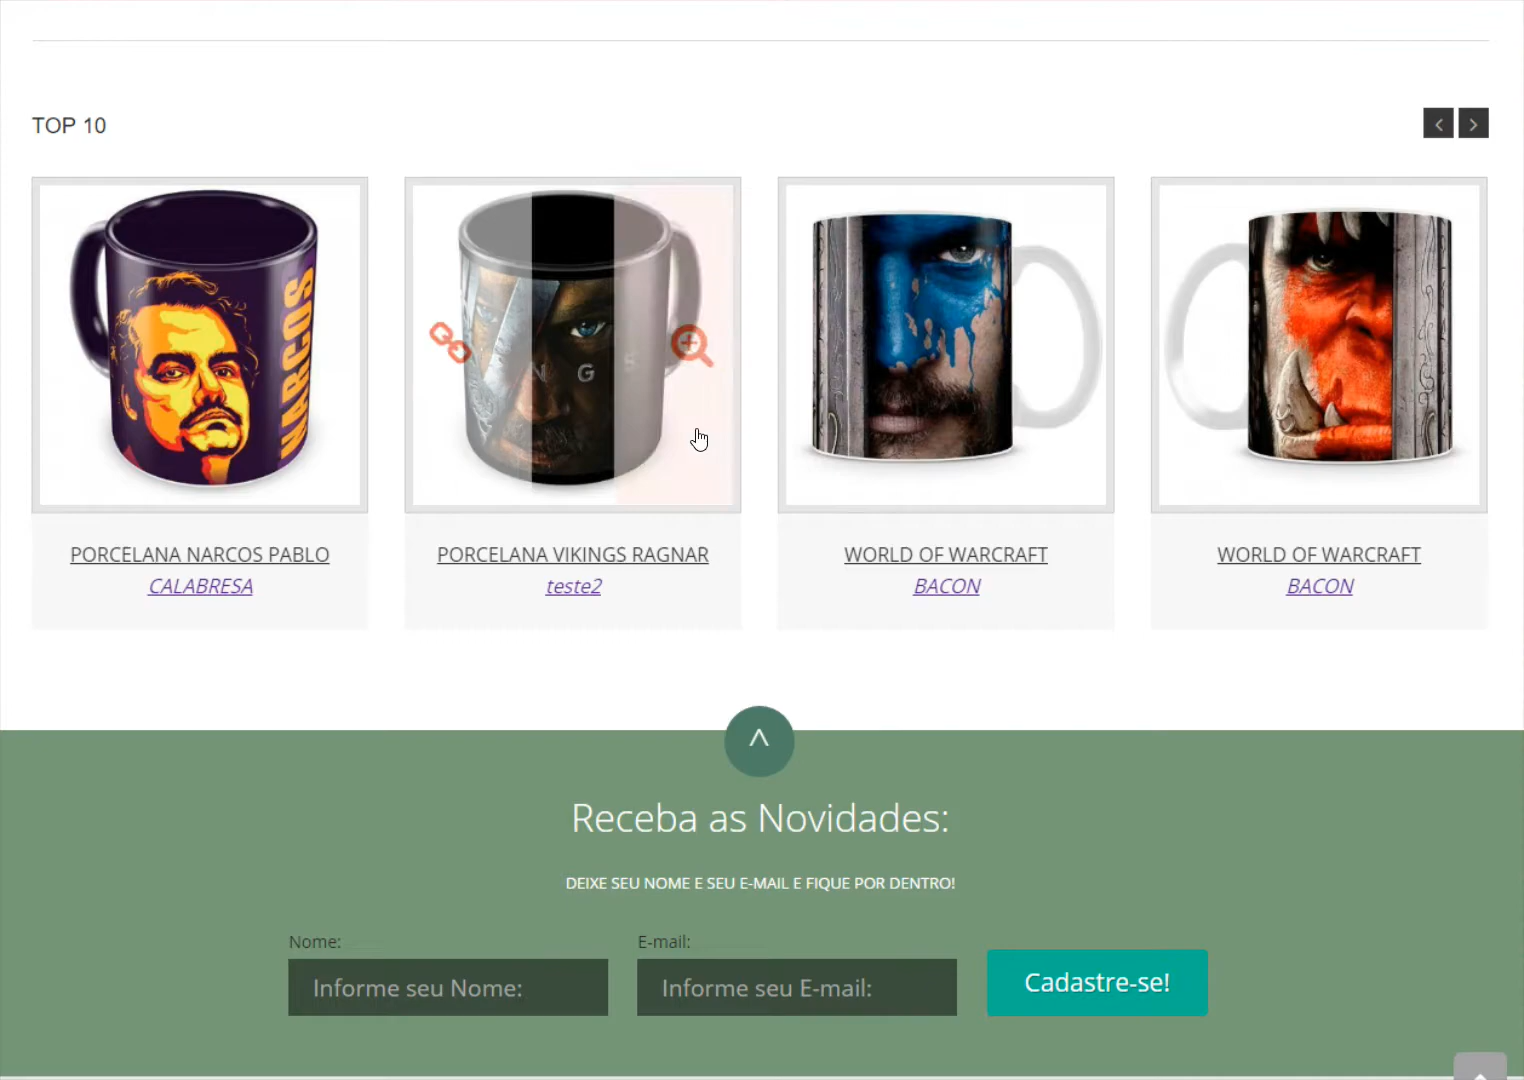 TOP 10
NARCOS
N G S
PORCELANA NARCOS PABLO
CALABRESA
PORCELANA VIKINGS RAGNAR
teste2
WORLD OF WARCRAFT
BACON
WORLD OF WARCRAFT
BACON
Receba as Novidades:
DEIXE SEU NOME E SEU E-MAIL E FIQUE POR DENTRO!
Nome:
E-mail:
Informe seu Nome:
Informe seu E-mail:
Cadastre-se!